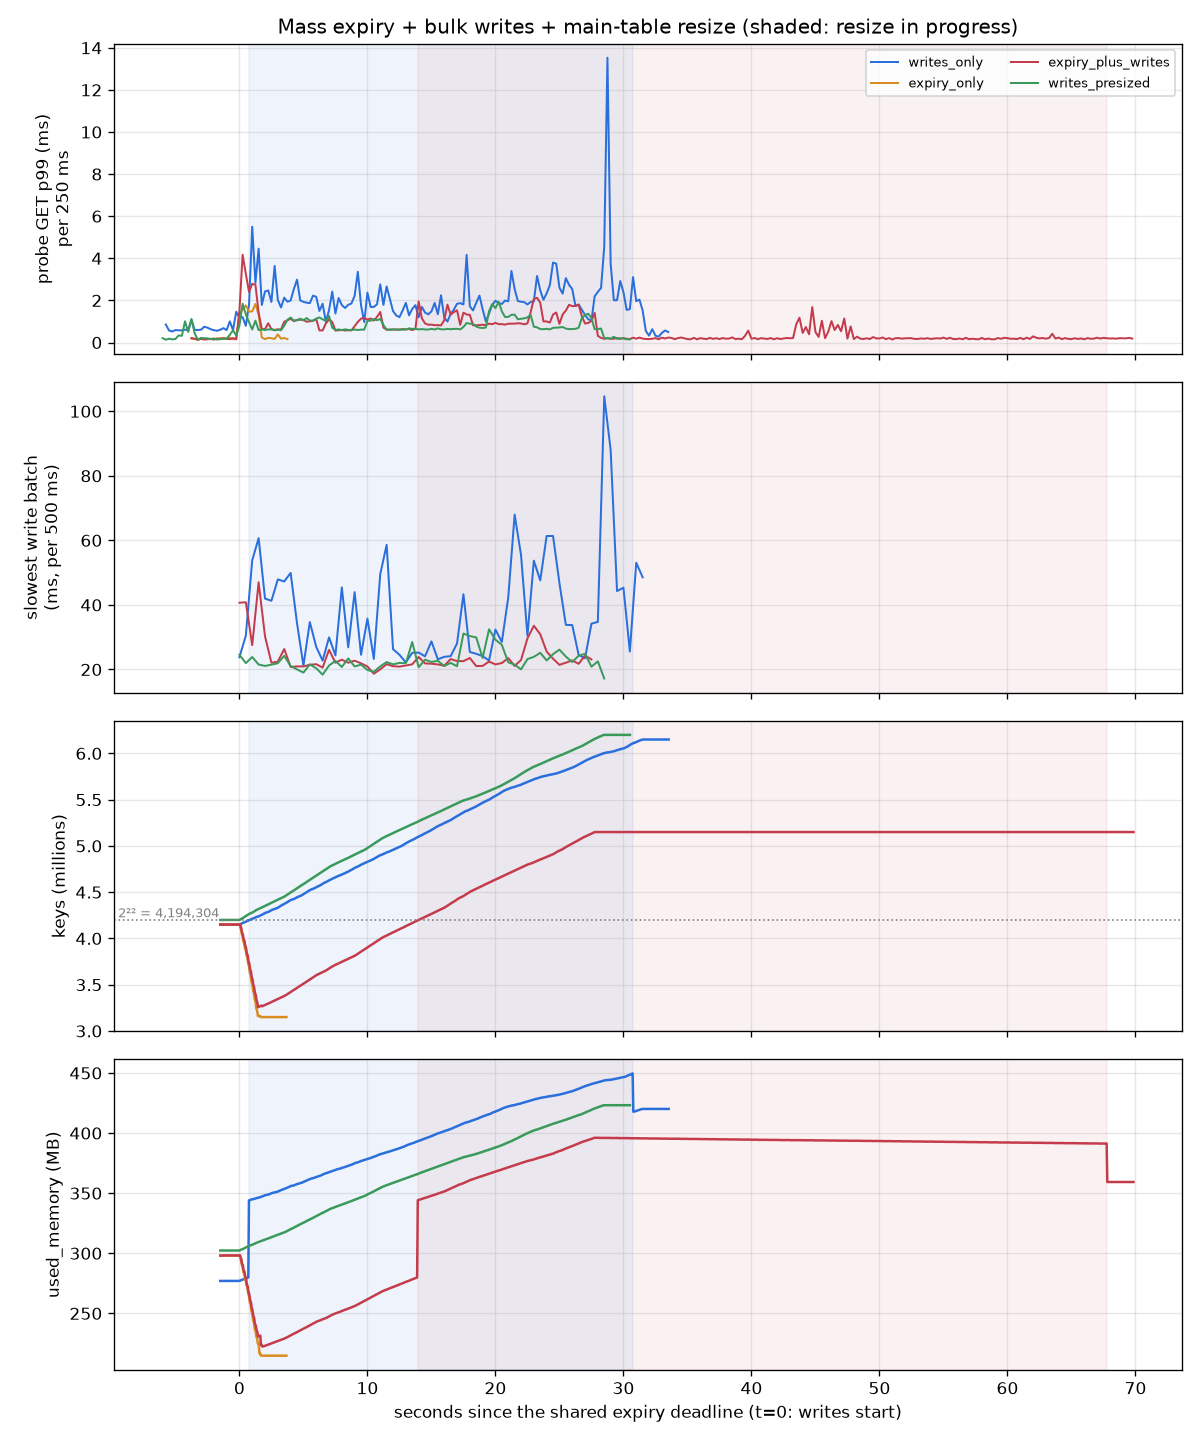 Mass expiry + bulk writes + main-table resize (shaded: resize in progress)
probe GET p99 (ms)
per 250 ms
14
12
10
8
6
4
2
0
writes_only
expiry_only
expiry_plus_writes
writes_presized
slowest write batch
(ms, per 500 ms)
100
80
60
40
20
keys (millions)
6.0
5.5
5.0
4.5
4.0
3.5
3.0
2²² = 4,194,304
used_memory (MB)
450
400
350
300
250
0 10 20 30 40 50 60 70
seconds since the shared expiry deadline (t=0: writes start)